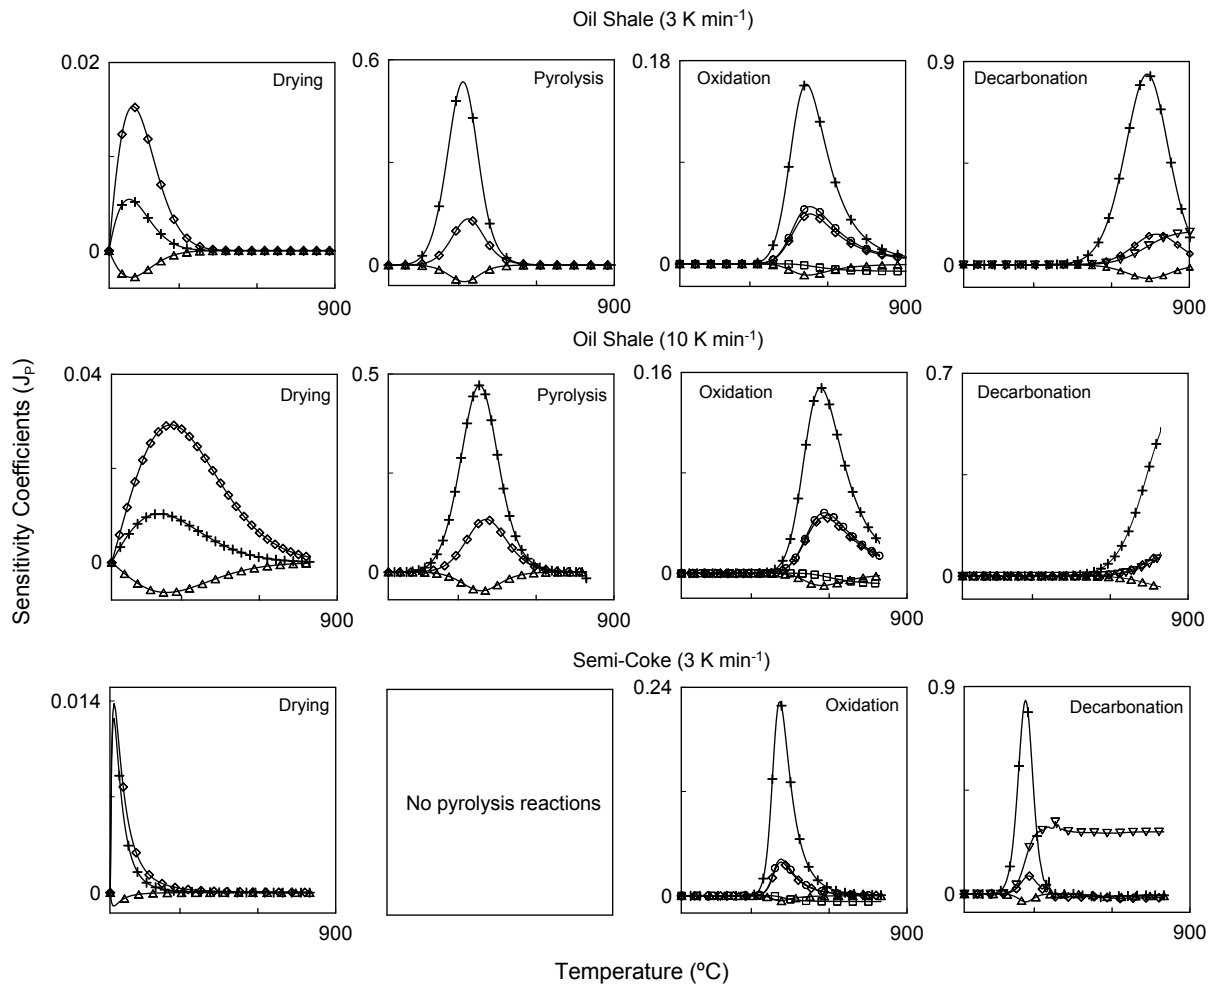 Oil Shale (3 K min⁻¹)
0.02
Drying
0
900
0.6
Pyrolysis
0
900
0.18
Oxidation
0
900
0.9
Decarbonation
0
900
Oil Shale (10 K min⁻¹)
Sensitivity Coefficients (J_P)
0.04
Drying
0
900
0.5
Pyrolysis
0
900
0.16
Oxidation
0
900
0.7
Decarbonation
0
900
Semi-Coke (3 K min⁻¹)
0.014
Drying
0
900
No pyrolysis reactions
0.24
Oxidation
0
900
0.9
Decarbonation
0
900
Temperature (ºC)